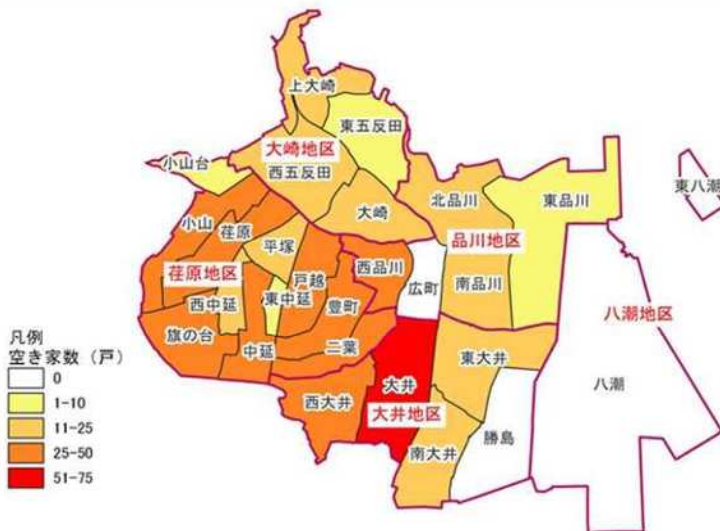 上大崎
東五反田
大崎地区
西五反田
小山台
大崎
北品川
東品川
東八潮
小山
荏原
平塚
品川地区
荏原地区
戸越
西品川
広町
南品川
西中延
東中延
豊町
八潮地区
旗の台
中延
二葉
東大井
八潮
西大井
大井
大井地区
南大井
勝島
凡例
空き家数（戸）
0
1-10
11-25
25-50
51-75